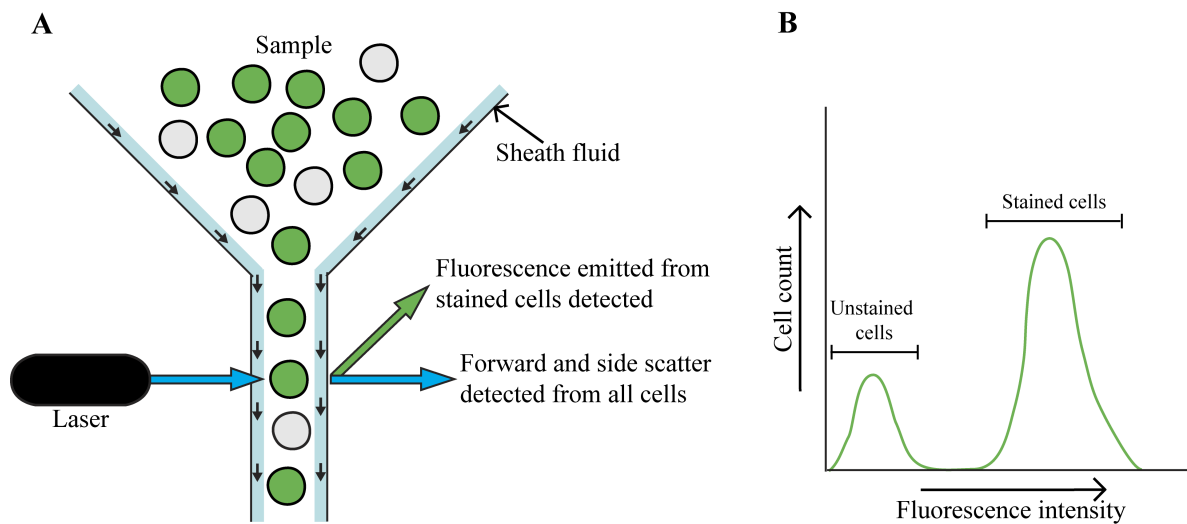 A
Sample
Sheath fluid
Fluorescence emitted from
stained cells detected
Forward and side scatter
detected from all cells
Laser
B
Stained cells
Unstained
cells
Cell count
Fluorescence intensity